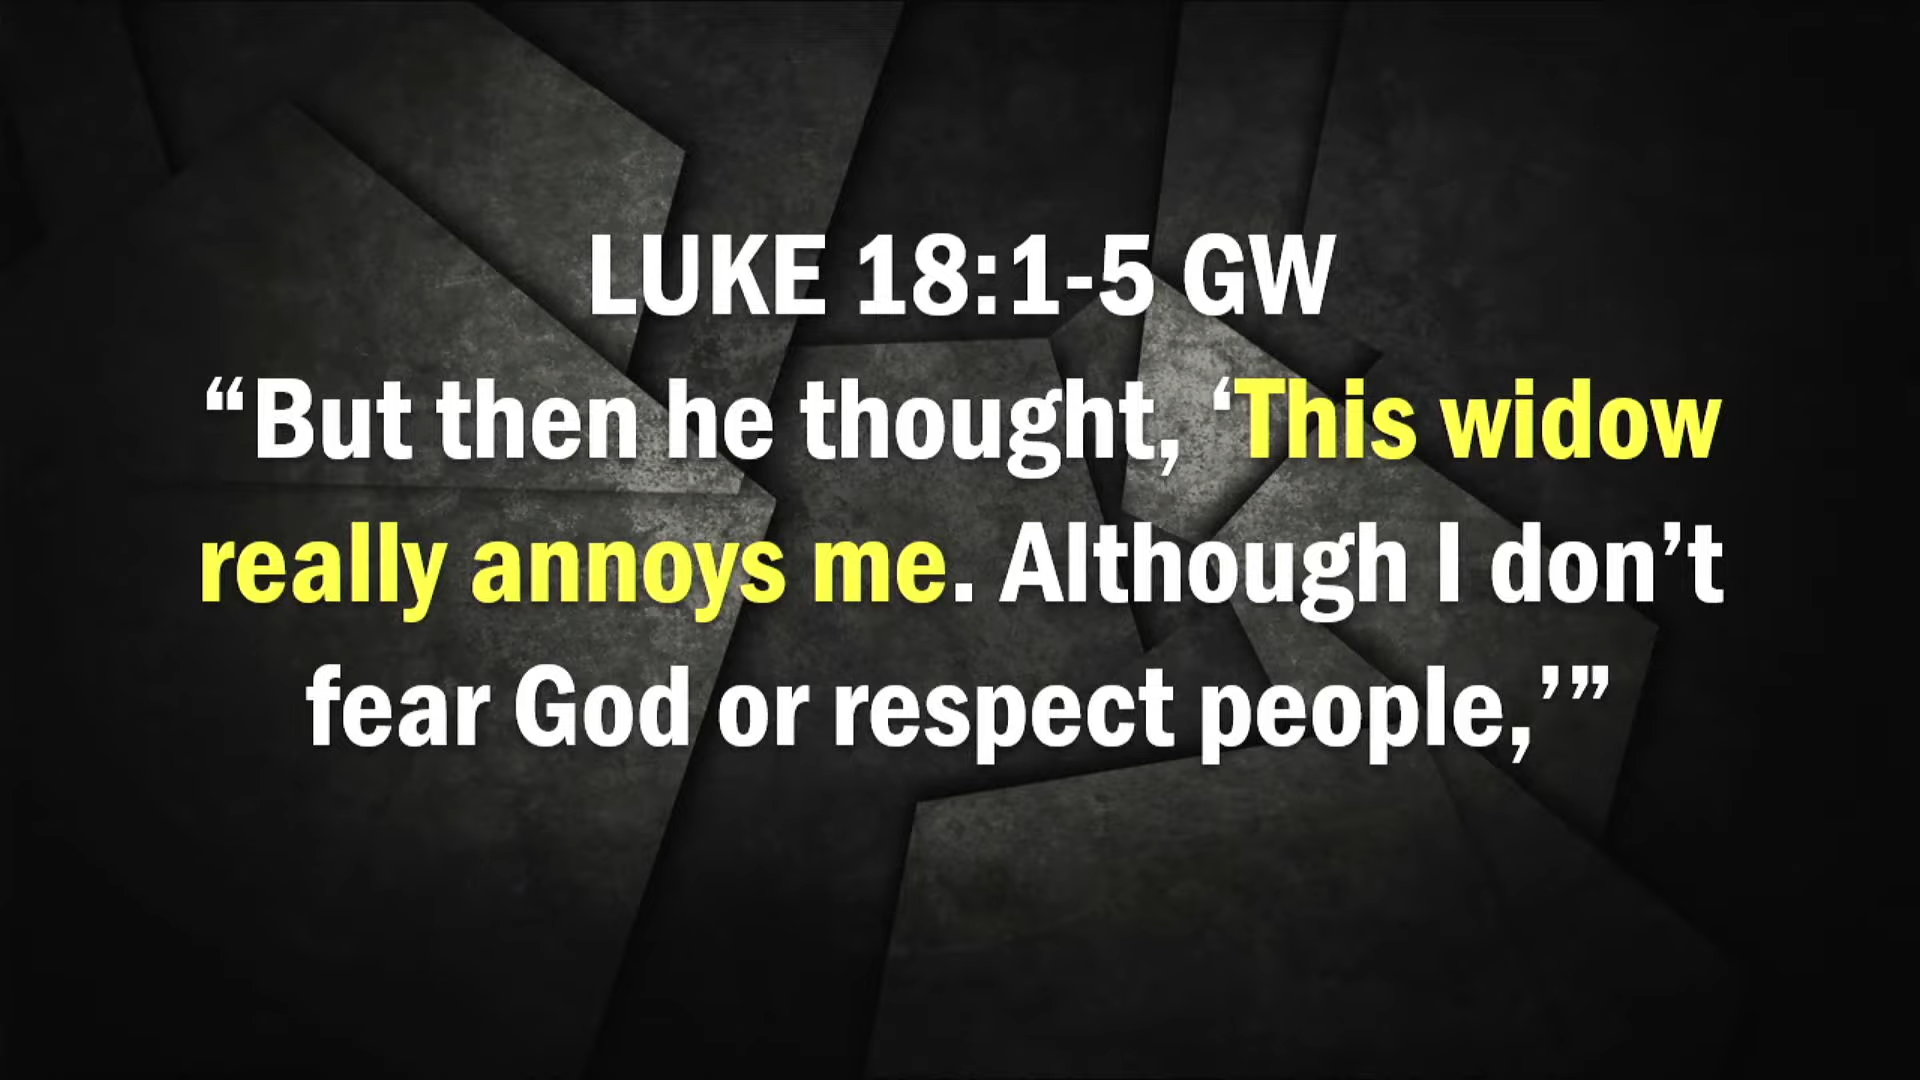 LUKE 18:1-5 GW
“But then he thought, ‘This widow
really annoys me. Although I don’t
fear God or respect people,’”